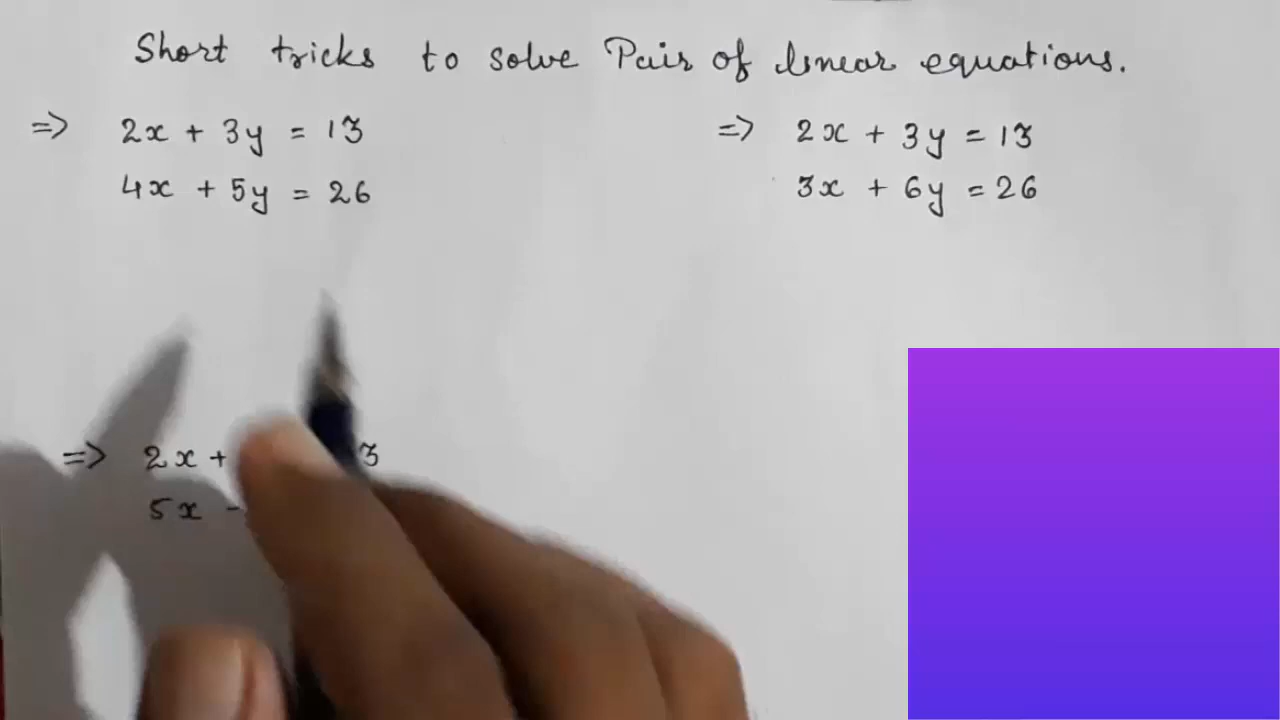 Short tricks to solve Pair of linear equations.
=> 2x + 3y = 13
4x + 5y = 26
=> 2x + 3y = 13
3x + 6y = 26
=> 2x +
5x